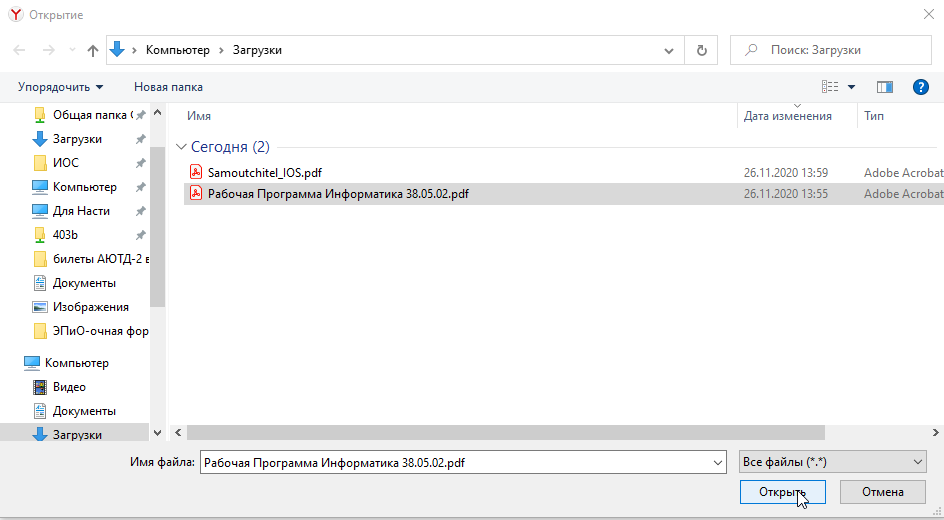 Открытие
Компьютер > Загрузки
Поиск: Загрузки
Упорядочить
Новая папка
Общая папка
Загрузки
ИОС
Компьютер
Для Насти
403b
билеты АЮТД-2 в
Документы
Изображения
ЭПиО-очная фор
Компьютер
Видео
Документы
Загрузки
Имя
Дата изменения
Тип
Сегодня (2)
Samoutchitel_IOS.pdf
26.11.2020 13:59
Adobe Acrobat
Рабочая Программа Информатика 38.05.02.pdf
26.11.2020 13:55
Adobe Acrobat
Имя файла:
Рабочая Программа Информатика 38.05.02.pdf
Все файлы (*.*)
Открыть
Отмена